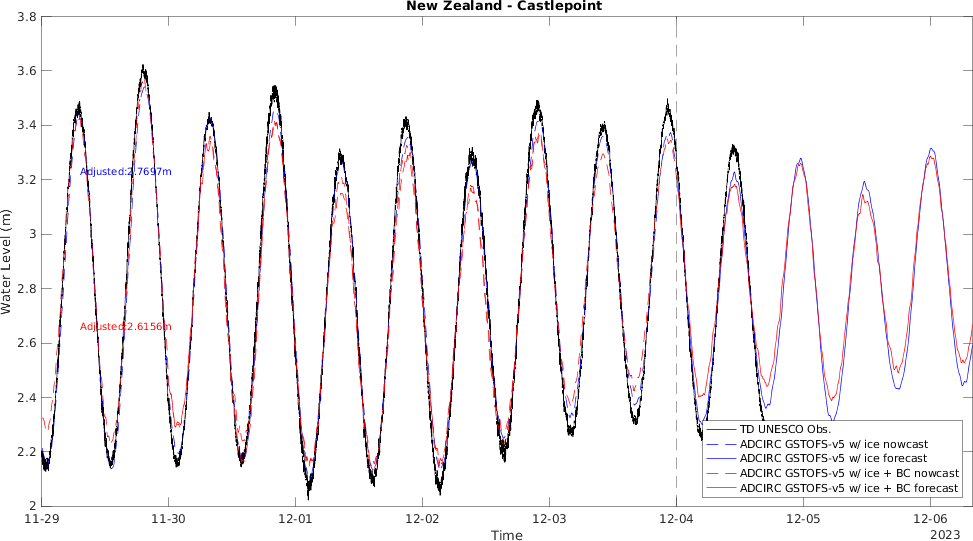 New Zealand - Castlepoint
3.8
3.6
3.4
3.2
3
2.8
2.6
2.4
2.2
2
Water Level (m)
Adjusted:2.7697m
Adjusted:2.6156m
TD UNESCO Obs.
ADCIRC GSTOFS-v5 w/ ice nowcast
ADCIRC GSTOFS-v5 w/ ice forecast
ADCIRC GSTOFS-v5 w/ ice + BC nowcast
ADCIRC GSTOFS-v5 w/ ice + BC forecast
11-29 11-30 12-01 12-02 12-03 12-04 12-05 12-06
Time
2023